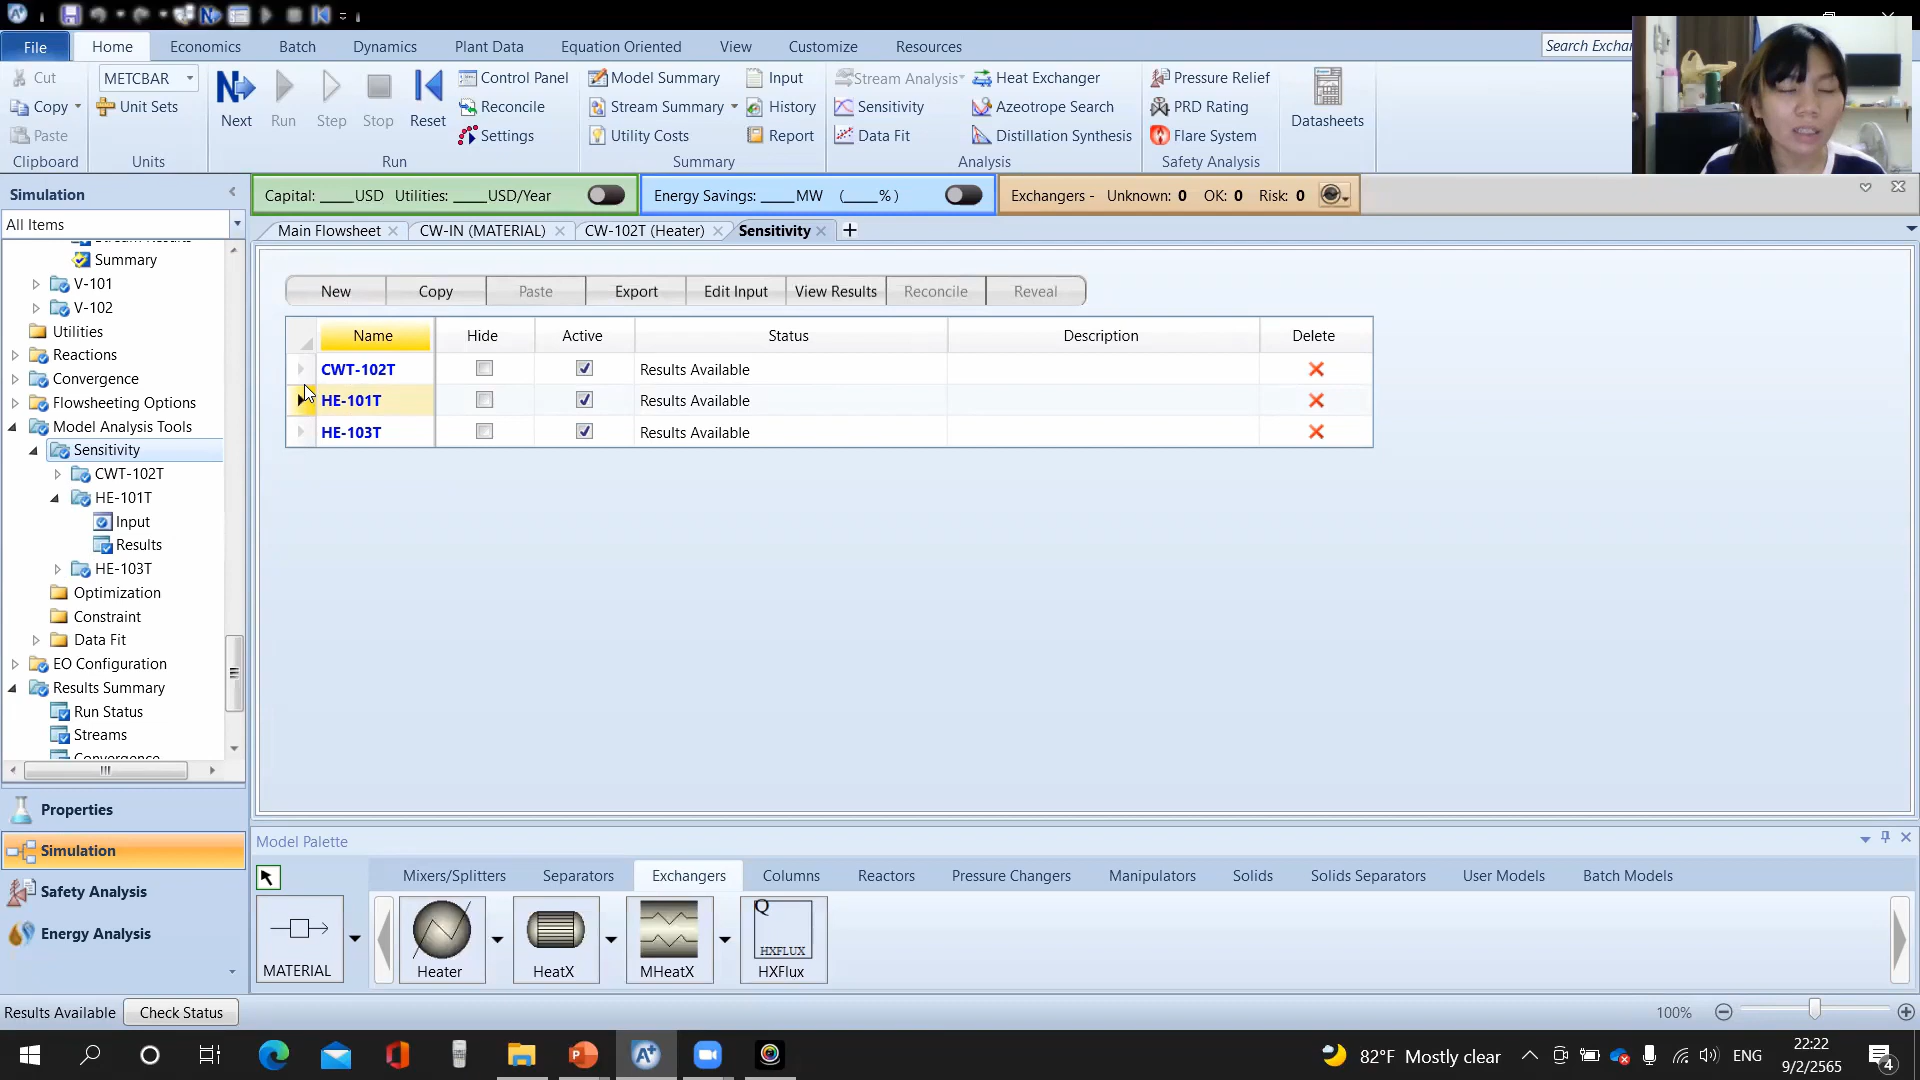 File Home Economics Batch Dynamics Plant Data Equation Oriented View Customize Resources
Cut METCBAR Control Panel Model Summary Input Stream Analysis Heat Exchanger Pressure Relief
Copy Unit Sets Next Run Step Stop Reset Reconcile Stream Summary History Sensitivity Azeotrope Search PRD Rating Datasheets
Paste Settings Utility Costs Report Data Fit Distillation Synthesis Flare System
Clipboard Units Run Summary Analysis Safety Analysis
Simulation
Capital: ____USD Utilities: ____USD/Year Energy Savings: ____MW (____%) Exchangers - Unknown: 0 OK: 0 Risk: 0
All Items
Main Flowsheet CW-IN (MATERIAL) CW-102T (Heater) Sensitivity
Summary
V-101
V-102
Utilities
Reactions
Convergence
Flowsheeting Options
Model Analysis Tools
Sensitivity
CWT-102T
HE-101T
Input
Results
HE-103T
Optimization
Constraint
Data Fit
EO Configuration
Results Summary
Run Status
Streams
Convergence
New Copy Paste Export Edit Input View Results Reconcile Reveal
Name Hide Active Status Description Delete
CWT-102T Results Available
HE-101T Results Available
HE-103T Results Available
Properties
Simulation
Safety Analysis
Energy Analysis
Model Palette
Mixers/Splitters Separators Exchangers Columns Reactors Pressure Changers Manipulators Solids Solids Separators User Models Batch Models
Q
HXFLUX
MATERIAL Heater HeatX MHeatX HXFlux
Results Available Check Status 100%
82°F Mostly clear ENG 22:22
9/2/2565
4